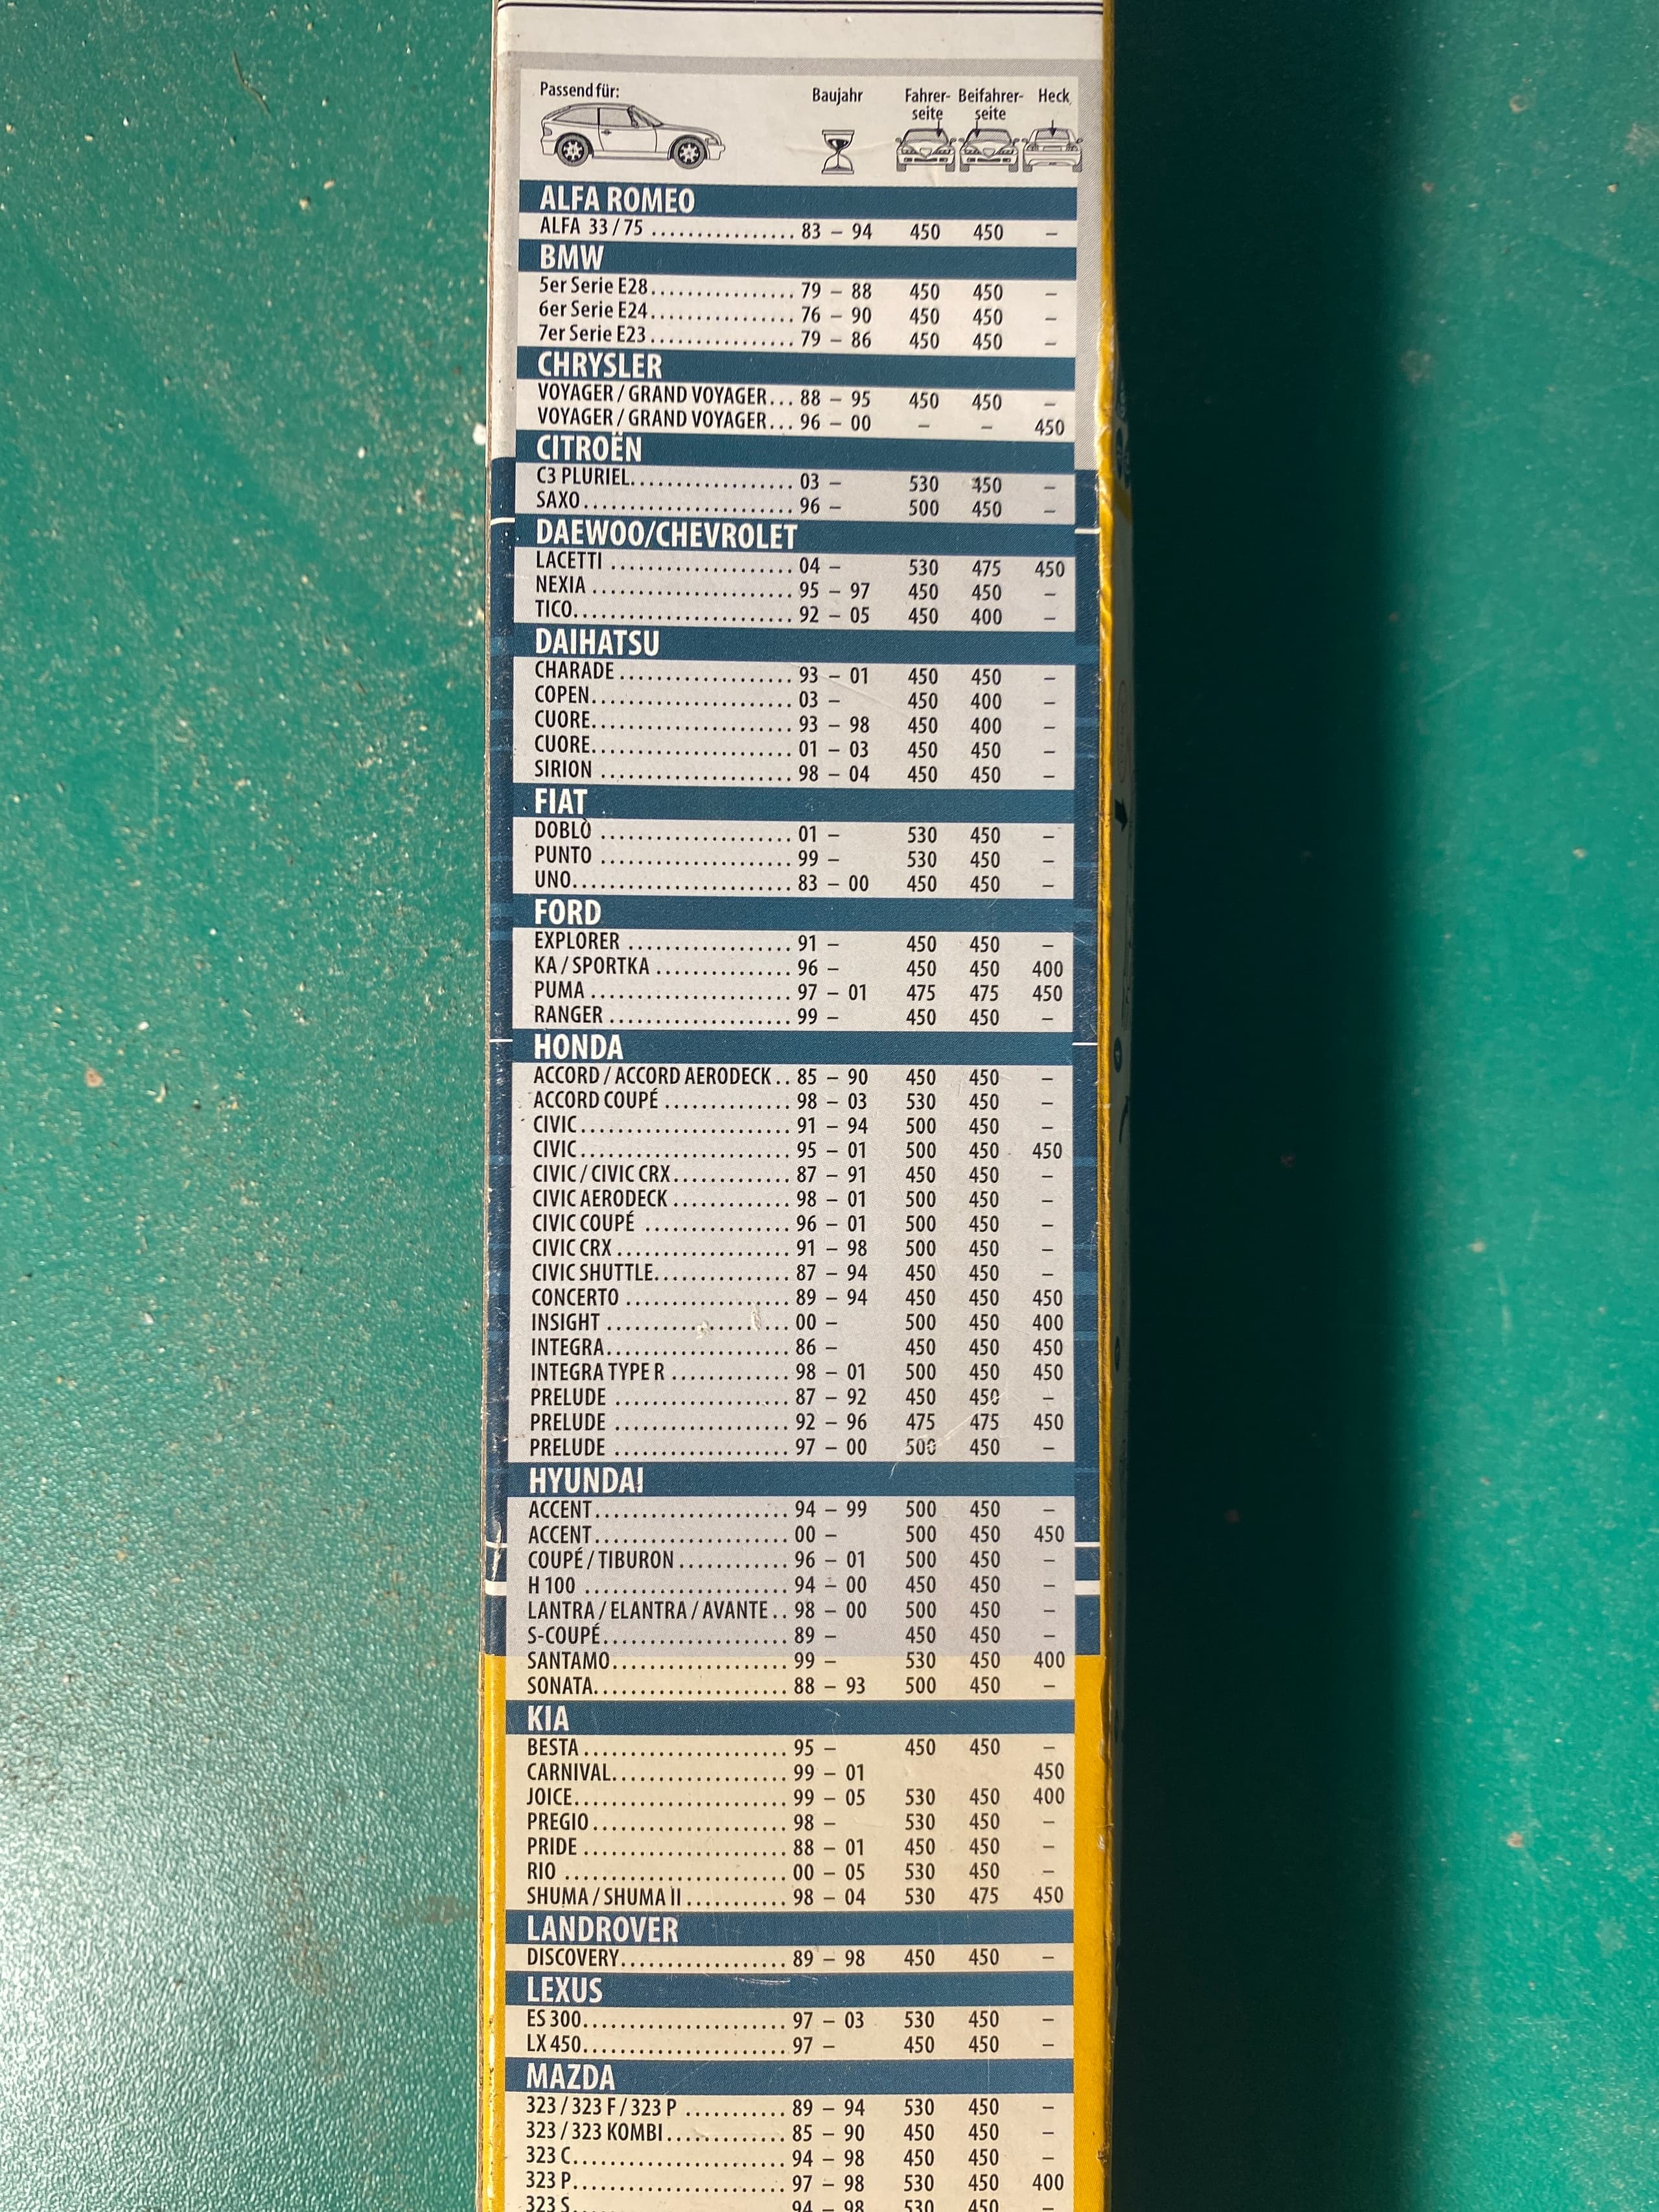 Passend für: Baujahr Fahrer- Beifahrer- Heck
seite seite
ALFA ROMEO
ALFA 33 / 75 ................ 83 – 94 450 450 –
BMW
5er Serie E28................ 79 – 88 450 450 –
6er Serie E24................ 76 – 90 450 450 –
7er Serie E23................ 79 – 86 450 450 –
CHRYSLER
VOYAGER / GRAND VOYAGER... 88 – 95 450 450 –
VOYAGER / GRAND VOYAGER... 96 – 00 – – 450
CITROËN
C3 PLURIEL.................. 03 – 530 450 –
SAXO....................... 96 – 500 450 –
DAEWOO/CHEVROLET
LACETTI .................... 04 – 530 475 450
NEXIA ...................... 95 – 97 450 450 –
TICO........................ 92 – 05 450 400 –
DAIHATSU
CHARADE ................... 93 – 01 450 450 –
COPEN...................... 03 – 450 400 –
CUORE...................... 93 – 98 450 400 –
CUORE...................... 01 – 03 450 450 –
SIRION ..................... 98 – 04 450 450 –
FIAT
DOBLÒ ..................... 01 – 530 450 –
PUNTO ..................... 99 – 530 450 –
UNO........................ 83 – 00 450 450 –
FORD
EXPLORER .................. 91 – 450 450 –
KA / SPORTKA ............... 96 – 450 450 400
PUMA ...................... 97 – 01 475 475 450
RANGER .................... 99 – 450 450 –
HONDA
ACCORD / ACCORD AERODECK .. 85 – 90 450 450 –
ACCORD COUPÉ .............. 98 – 03 530 450 –
CIVIC....................... 91 – 94 500 450 –
CIVIC....................... 95 – 01 500 450 450
CIVIC / CIVIC CRX............. 87 – 91 450 450 –
CIVIC AERODECK ............. 98 – 01 500 450 –
CIVIC COUPÉ ................ 96 – 01 500 450 –
CIVIC CRX ................... 91 – 98 500 450 –
CIVIC SHUTTLE............... 87 – 94 450 450 –
CONCERTO .................. 89 – 94 450 450 450
INSIGHT .................... 00 – 500 450 400
INTEGRA.................... 86 – 450 450 450
INTEGRA TYPE R ............. 98 – 01 500 450 450
PRELUDE ................... 87 – 92 450 450 –
PRELUDE ................... 92 – 96 475 475 450
PRELUDE ................... 97 – 00 500 450 –
HYUNDAI
ACCENT..................... 94 – 99 500 450 –
ACCENT..................... 00 – 500 450 450
COUPÉ / TIBURON ............ 96 – 01 500 450 –
H 100 ...................... 94 – 00 450 450 –
LANTRA / ELANTRA / AVANTE .. 98 – 00 500 450 –
S-COUPÉ.................... 89 – 450 450 –
SANTAMO................... 99 – 530 450 400
SONATA..................... 88 – 93 500 450 –
KIA
BESTA ...................... 95 – 450 450 –
CARNIVAL................... 99 – 01 450
JOICE....................... 99 – 05 530 450 400
PREGIO ..................... 98 – 530 450 –
PRIDE ...................... 88 – 01 450 450 –
RIO ........................ 00 – 05 530 450 –
SHUMA / SHUMA II ........... 98 – 04 530 475 450
LANDROVER
DISCOVERY.................. 89 – 98 450 450 –
LEXUS
ES 300...................... 97 – 03 530 450 –
LX 450...................... 97 – 450 450 –
MAZDA
323 / 323 F / 323 P ........... 89 – 94 530 450 –
323 / 323 KOMBI............. 85 – 90 450 450 –
323 C....................... 94 – 98 450 450 –
323 P....................... 97 – 98 530 450 400
323 S....................... 94 – 98 530 450 –